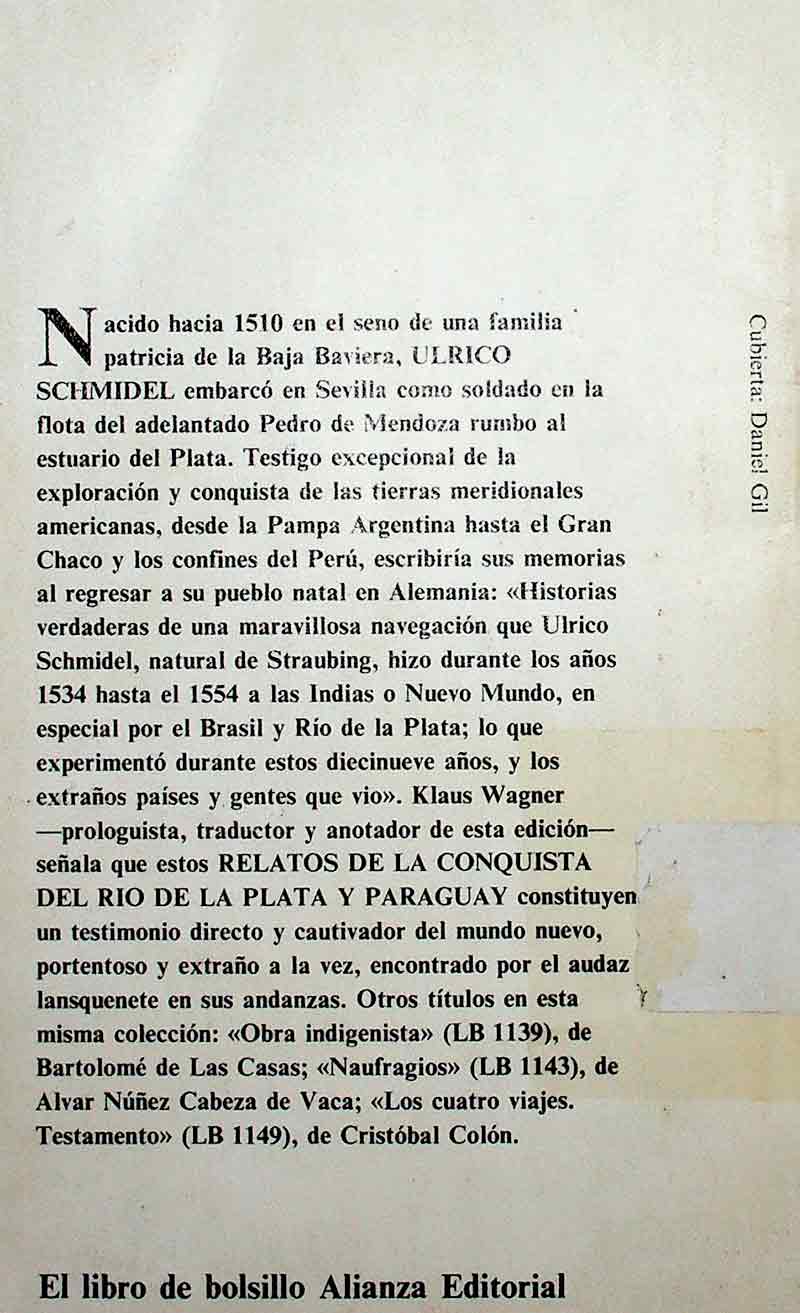 Nacido hacia 1510 en el seno de una familia
patricia de la Baja Baviera, ULRICO
SCHMIDEL embarcó en Sevilla como soldado en la
flota del adelantado Pedro de Mendoza rumbo al
estuario del Plata. Testigo excepcional de la
exploración y conquista de las tierras meridionales
americanas, desde la Pampa Argentina hasta el Gran
Chaco y los confines del Perú, escribiría sus memorias
al regresar a su pueblo natal en Alemania: «Historias
verdaderas de una maravillosa navegación que Ulrico
Schmidel, natural de Straubing, hizo durante los años
1534 hasta el 1554 a las Indias o Nuevo Mundo, en
especial por el Brasil y Río de la Plata; lo que
experimentó durante estos diecinueve años, y los
extraños países y gentes que vio». Klaus Wagner
—prologuista, traductor y anotador de esta edición—
señala que estos RELATOS DE LA CONQUISTA
DEL RIO DE LA PLATA Y PARAGUAY constituyen
un testimonio directo y cautivador del mundo nuevo,
portentoso y extraño a la vez, encontrado por el audaz
lansquenete en sus andanzas. Otros títulos en esta
misma colección: «Obra indigenista» (LB 1139), de
Bartolomé de Las Casas; «Naufragios» (LB 1143), de
Alvar Núñez Cabeza de Vaca; «Los cuatro viajes.
Testamento» (LB 1149), de Cristóbal Colón.
El libro de bolsillo Alianza Editorial
Cubierta: Daniel Gil